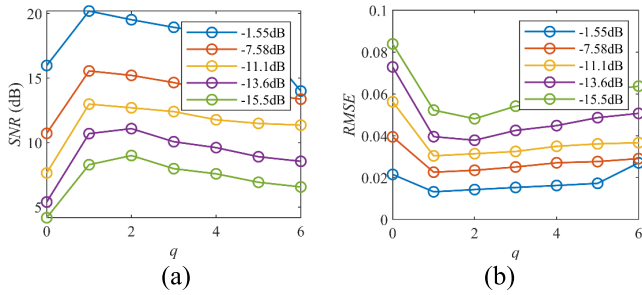 20
15
10
5
SNR (dB)
0
2
4
6
q
-1.55dB
-7.58dB
-11.1dB
-13.6dB
-15.5dB
(a)
0.1
0.08
0.06
0.04
0.02
0
RMSE
0
2
4
6
q
-1.55dB
-7.58dB
-11.1dB
-13.6dB
-15.5dB
(b)